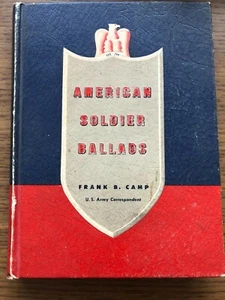 AMERICAN
SOLDIER
BALLADS
FRANK B. CAMP
U. S. Army Correspondent